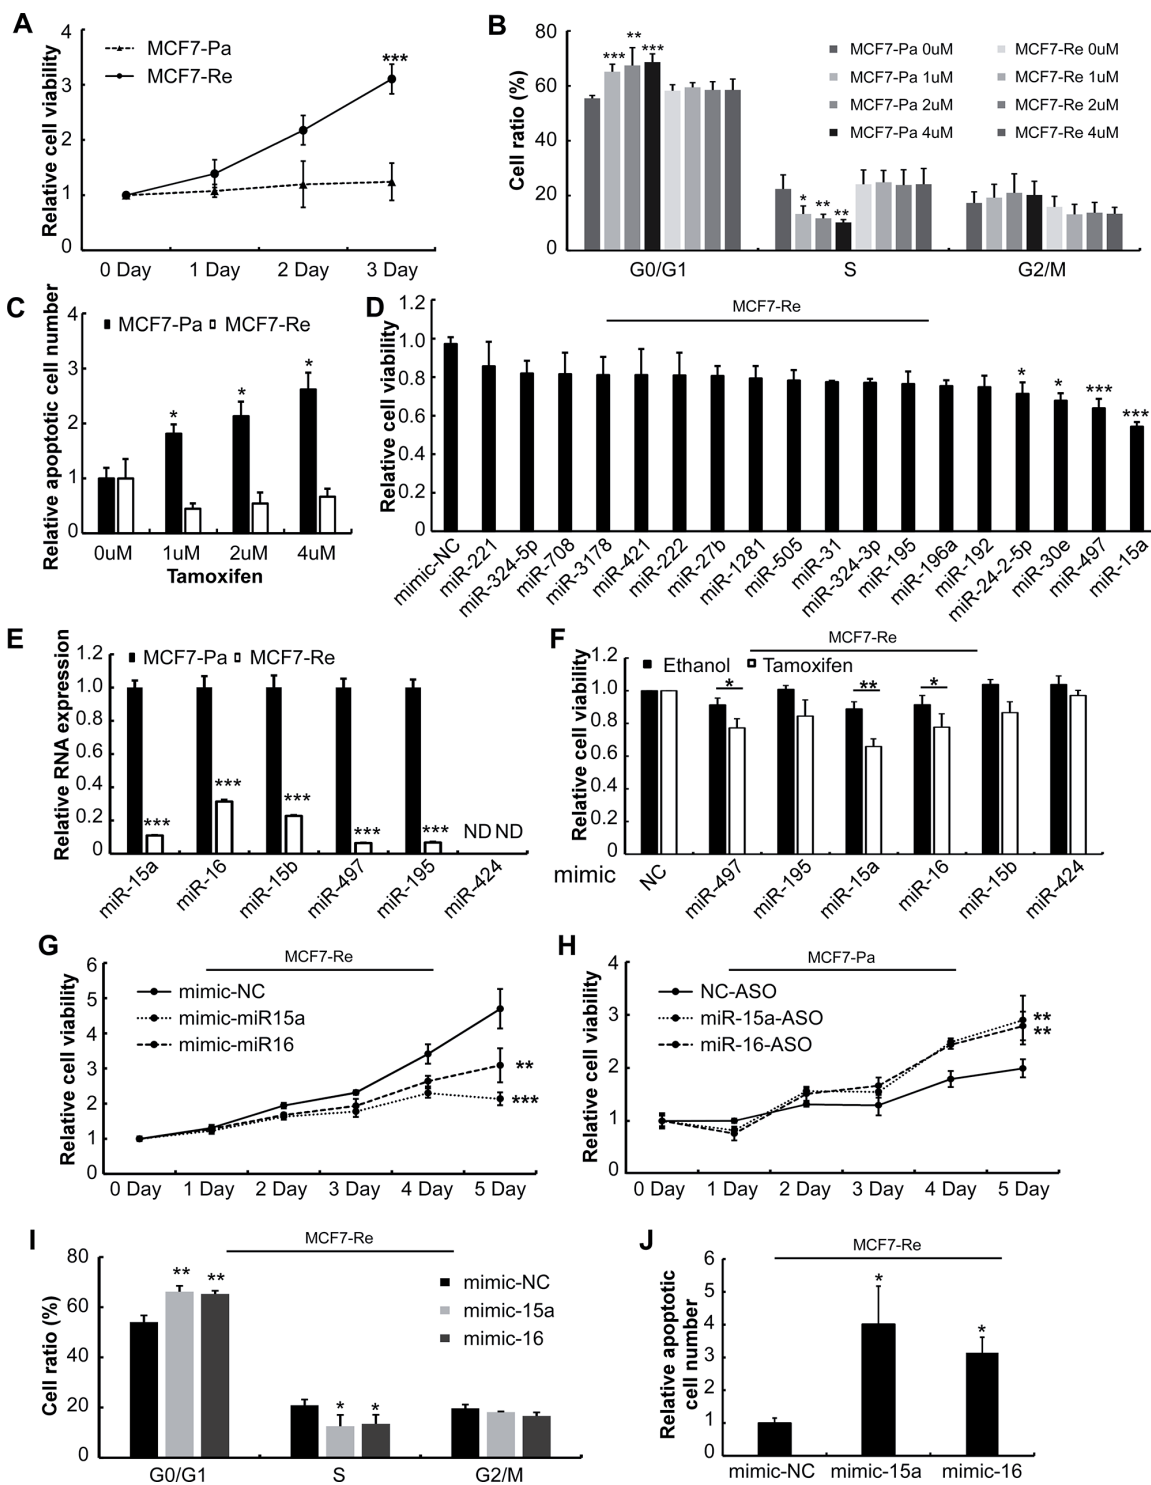 A
Relative cell viability
4
3
2
1
0
MCF7-Pa
MCF7-Re
***
0 Day 1 Day 2 Day 3 Day
B
Cell ratio (%)
80
60
40
20
0
*** ** ***
* ** **
MCF7-Pa 0uM MCF7-Re 0uM
MCF7-Pa 1uM MCF7-Re 1uM
MCF7-Pa 2uM MCF7-Re 2uM
MCF7-Pa 4uM MCF7-Re 4uM
G0/G1 S G2/M
C
Relative apoptotic cell number
4
3
2
1
0
MCF7-Pa MCF7-Re
* * *
0uM 1uM 2uM 4uM
Tamoxifen
D
Relative cell viability
1.2
1.0
0.8
0.6
0.4
0.2
0
MCF7-Re
* * *** ***
mimic-NC miR-221 miR-324-5p miR-708 miR-3178 miR-421 miR-222 miR-27b miR-1281 miR-505 miR-31 miR-324-3p miR-195 miR-196a miR-192 miR-24-2-5p miR-30e miR-497 miR-15a
E
Relative RNA expression
1.2
1.0
0.8
0.6
0.4
0.2
0
MCF7-Pa MCF7-Re
*** *** *** *** *** ND ND
miR-15a miR-16 miR-15b miR-497 miR-195 miR-424
F
Relative cell viability
1.2
1.0
0.8
0.6
0.4
0.2
0
MCF7-Re
Ethanol Tamoxifen
* ** *
mimic NC miR-497 miR-195 miR-15a miR-16 miR-15b miR-424
G
Relative cell viability
6
5
4
3
2
1
0
MCF7-Re
mimic-NC
mimic-miR15a
mimic-miR16
**
***
0 Day 1 Day 2 Day 3 Day 4 Day 5 Day
H
Relative cell viability
4
3
2
1
0
MCF7-Pa
NC-ASO
miR-15a-ASO
miR-16-ASO
**
**
0 Day 1 Day 2 Day 3 Day 4 Day 5 Day
I
Cell ratio (%)
80
60
40
20
0
MCF7-Re
** **
* *
mimic-NC
mimic-15a
mimic-16
G0/G1 S G2/M
J
Relative apoptotic
cell number
6
5
4
3
2
1
0
MCF7-Re
* *
mimic-NC mimic-15a mimic-16